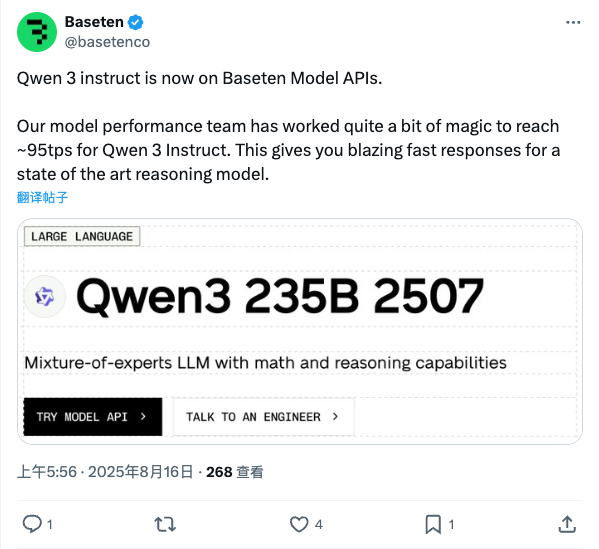 Baseten
@basetenco
Qwen 3 instruct is now on Baseten Model APIs.
Our model performance team has worked quite a bit of magic to reach
~95tps for Qwen 3 Instruct. This gives you blazing fast responses for a
state of the art reasoning model.
翻译帖子
LARGE LANGUAGE
Qwen3 235B 2507
Mixture-of-experts LLM with math and reasoning capabilities
TRY MODEL API >
TALK TO AN ENGINEER >
上午5:56 · 2025年8月16日 · 268 查看
1
4
1